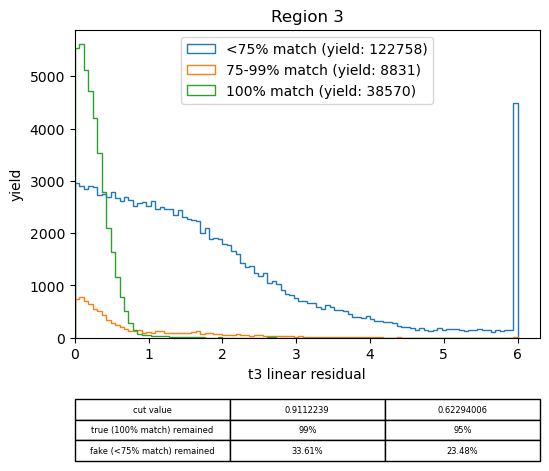 Region 3
<75% match (yield: 122758)
75-99% match (yield: 8831)
100% match (yield: 38570)
yield
5000
4000
3000
2000
1000
0
0 1 2 3 4 5 6
t3 linear residual
cut value 0.9112239 0.62294006
true (100% match) remained 99% 95%
fake (<75% match) remained 33.61% 23.48%